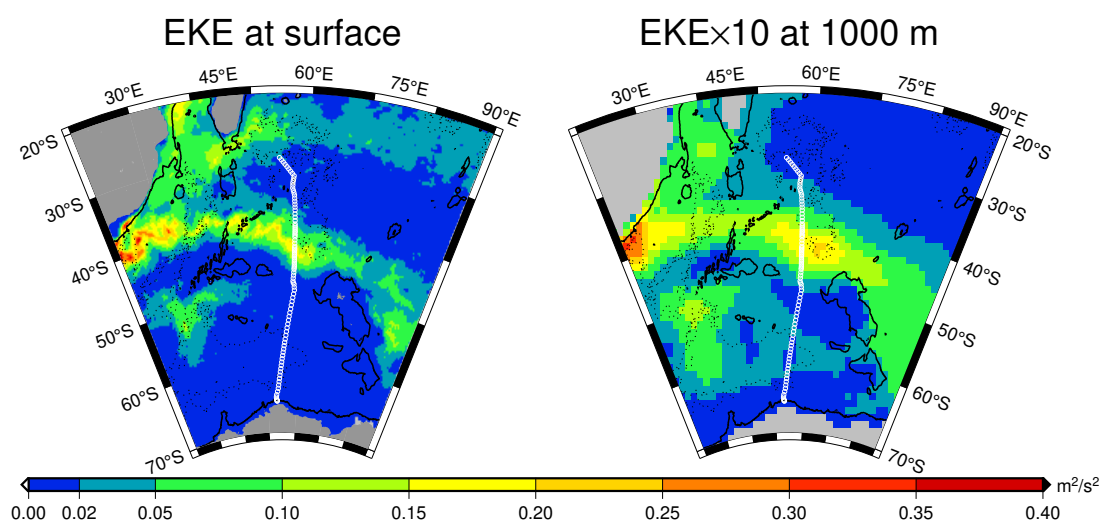 EKE at surface
EKE×10 at 1000 m
30°E 45°E 60°E 75°E 90°E
20°S
30°S
40°S
50°S
60°S
70°S
30°E 45°E 60°E 75°E 90°E
20°S
30°S
40°S
50°S
60°S
70°S
m²/s²
0.00 0.02 0.05 0.10 0.15 0.20 0.25 0.30 0.35 0.40